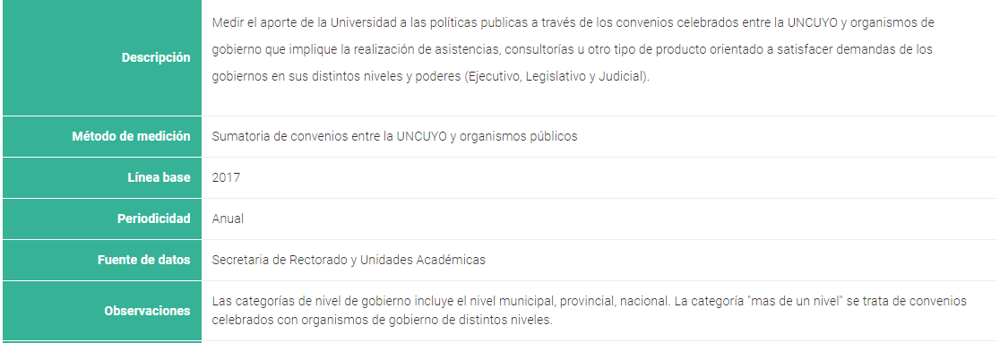 Medir el aporte de la Universidad a las políticas publicas a través de los convenios celebrados entre la UNCUYO y organismos de
Descripción gobierno que implique la realización de asistencias, consultorías u otro tipo de producto orientado a satisfacer demandas de los
gobiernos en sus distintos niveles y poderes (Ejecutivo, Legislativo y Judicial).
Método de medición Sumatoria de convenios entre la UNCUYO y organismos públicos
Línea base 2017
Periodicidad Anual
Fuente de datos Secretaria de Rectorado y Unidades Académicas
Observaciones Las categorías de nivel de gobierno incluye el nivel municipal, provincial, nacional. La categoría "mas de un nivel" se trata de convenios
celebrados con organismos de gobierno de distintos niveles.